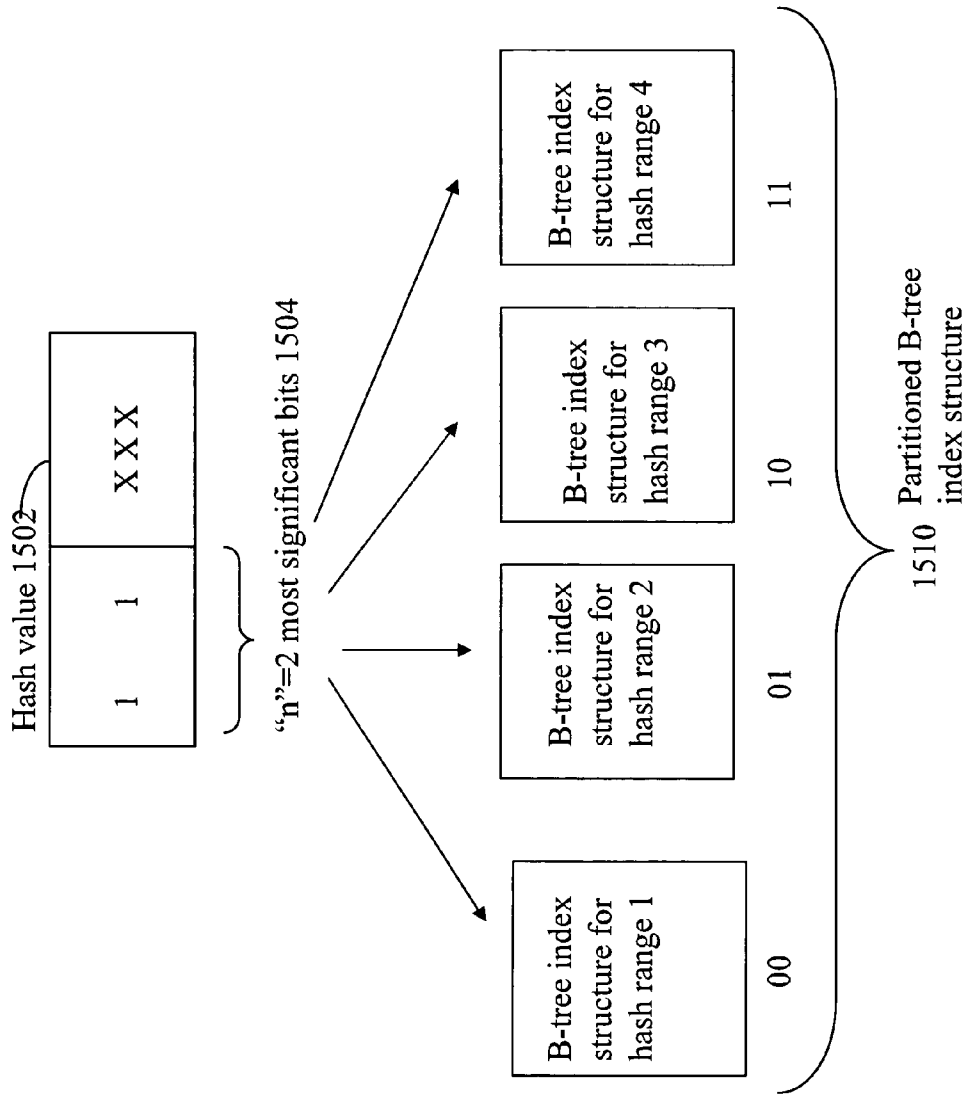 Hash value 1502
1 1 X X X
“n”=2 most significant bits 1504
B-tree index
structure for
hash range 1
B-tree index
structure for
hash range 2
B-tree index
structure for
hash range 3
B-tree index
structure for
hash range 4
00 01 10 11
1510 Partitioned B-tree
index structure